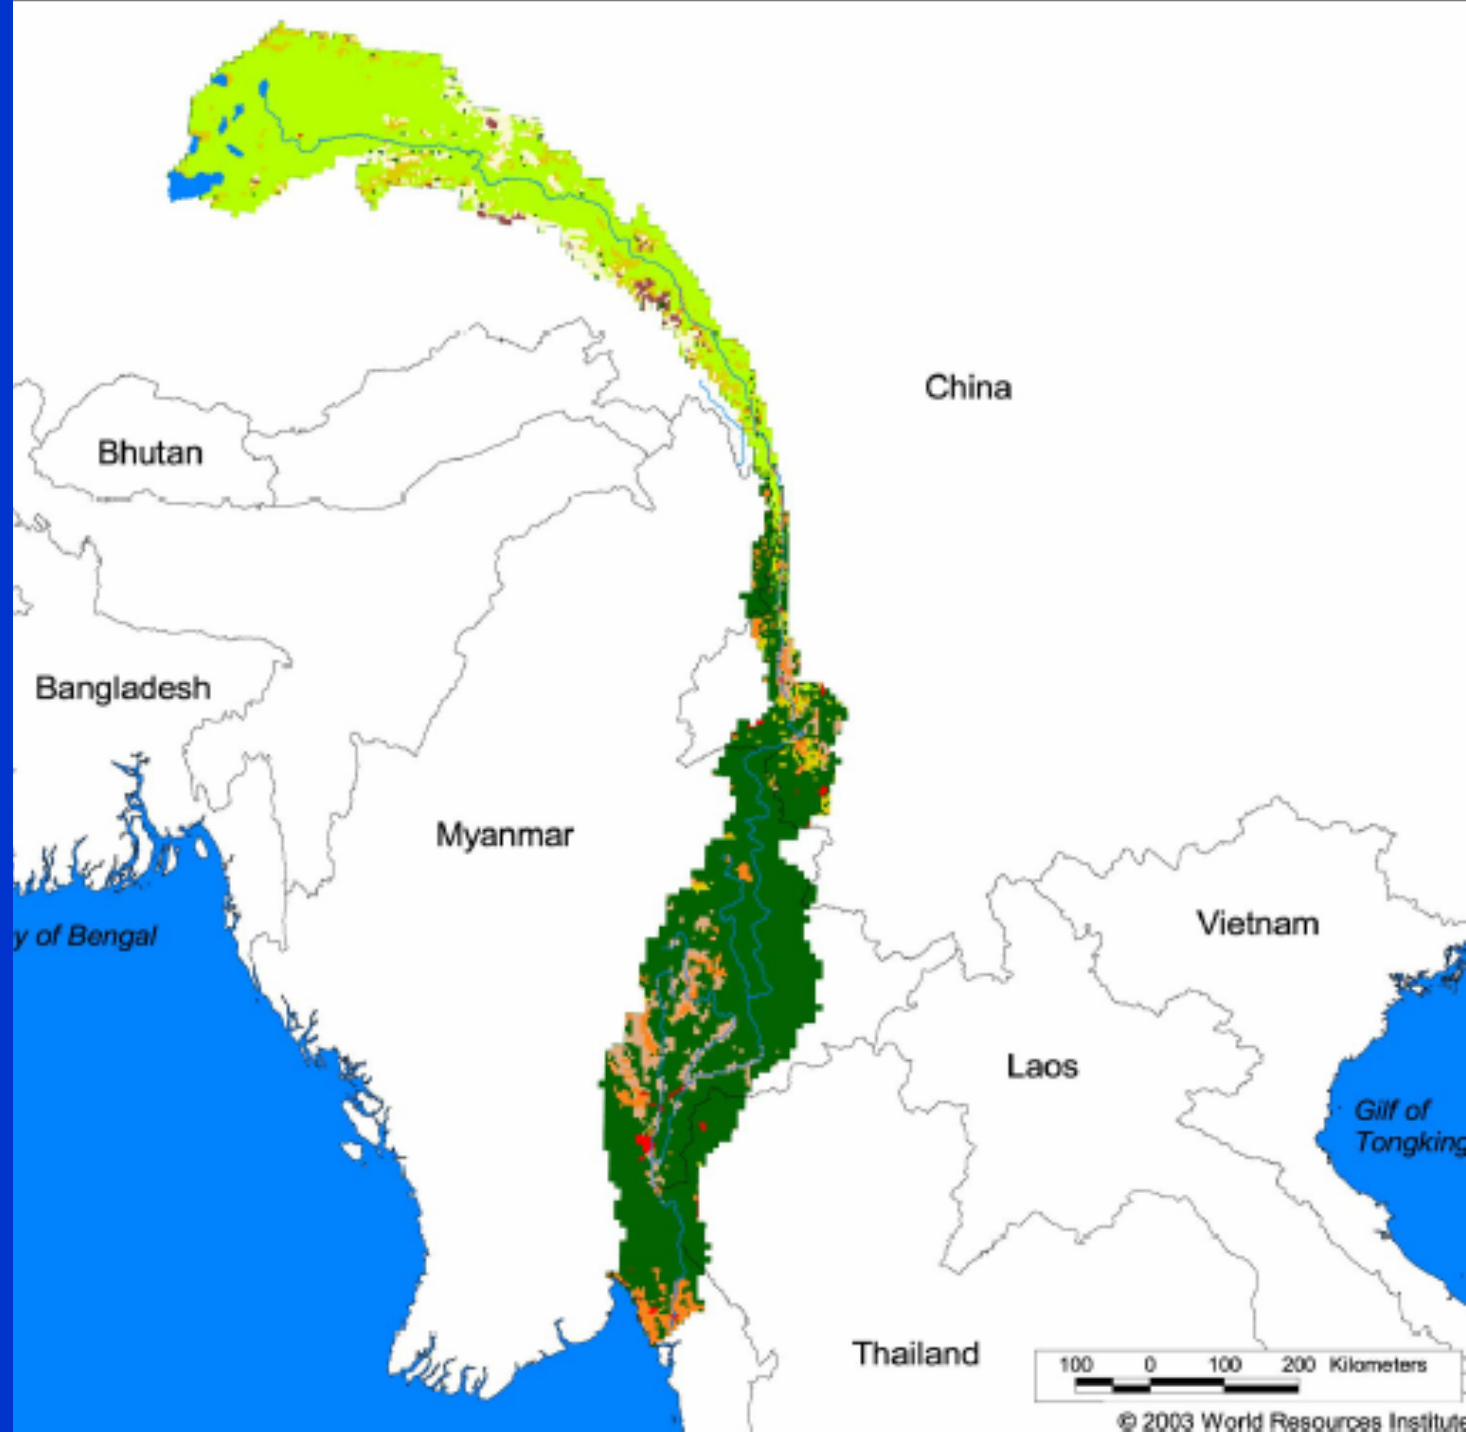 China
Bhutan
Bangladesh
Myanmar
Vietnam
y of Bengal
Laos
Gilf of
Tongking
Thailand
100 0 100 200 Kilometers
© 2003 World Resources Institute